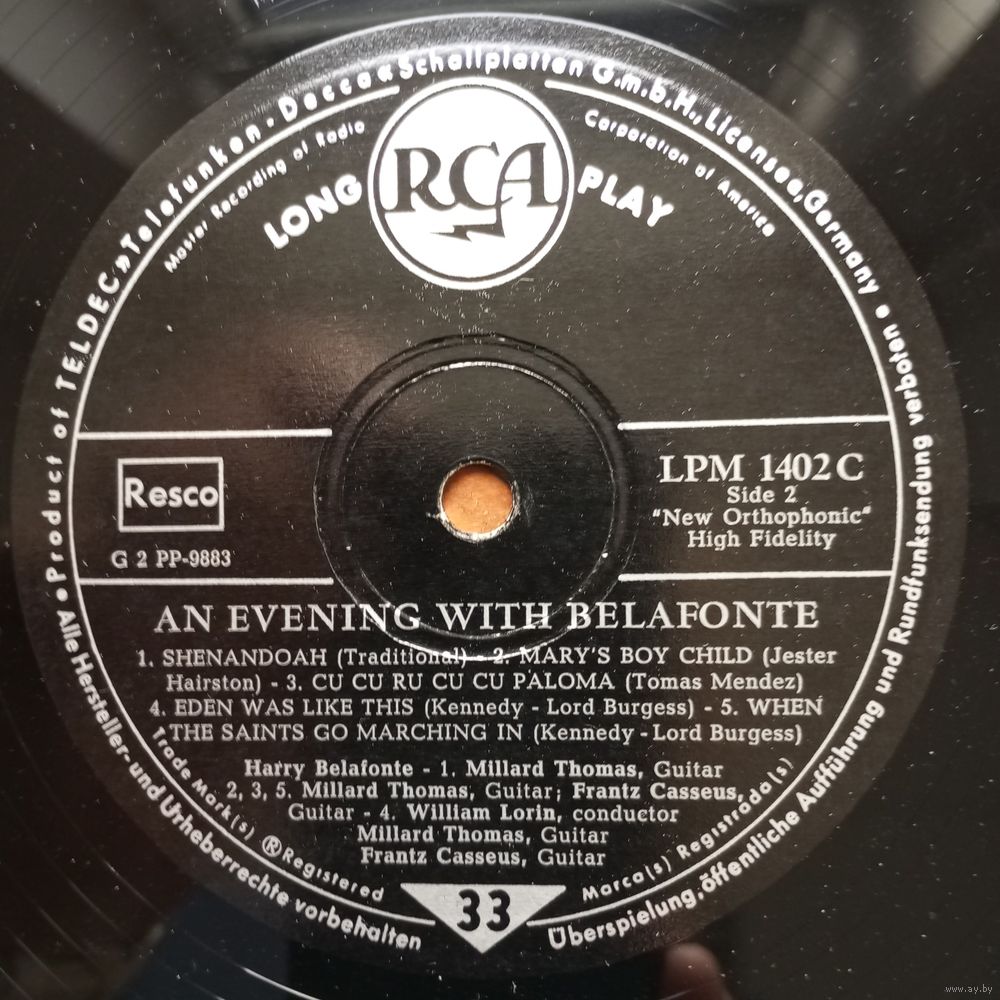 Product of TELDEC »Telefunken - Decca« Schallplatten G.m.b.H., Licensee, Germany •
Master Recording of Radio Corporation of America
LONG RCA PLAY
Resco
G 2 PP-9883
LPM 1402 C
Side 2
"New Orthophonic"
High Fidelity
AN EVENING WITH BELAFONTE
1. SHENANDOAH (Traditional) - 2. MARY'S BOY CHILD (Jester
Hairston) - 3. CU CU RU CU CU PALOMA (Tomas Mendez)
4. EDEN WAS LIKE THIS (Kennedy - Lord Burgess) - 5. WHEN
THE SAINTS GO MARCHING IN (Kennedy - Lord Burgess)
Harry Belafonte - 1. Millard Thomas, Guitar
2, 3, 5. Millard Thomas, Guitar; Frantz Casseus,
Guitar - 4. William Lorin, conductor
Millard Thomas, Guitar
Frantz Casseus, Guitar
Trade Mark(s) ® Registered
Marca(s) Registrada(s)
33
• Alle Hersteller- und Urheberrechte vorbehalten
Überspielung, öffentliche Aufführung und Rundfunksendung verboten
www.ay.by